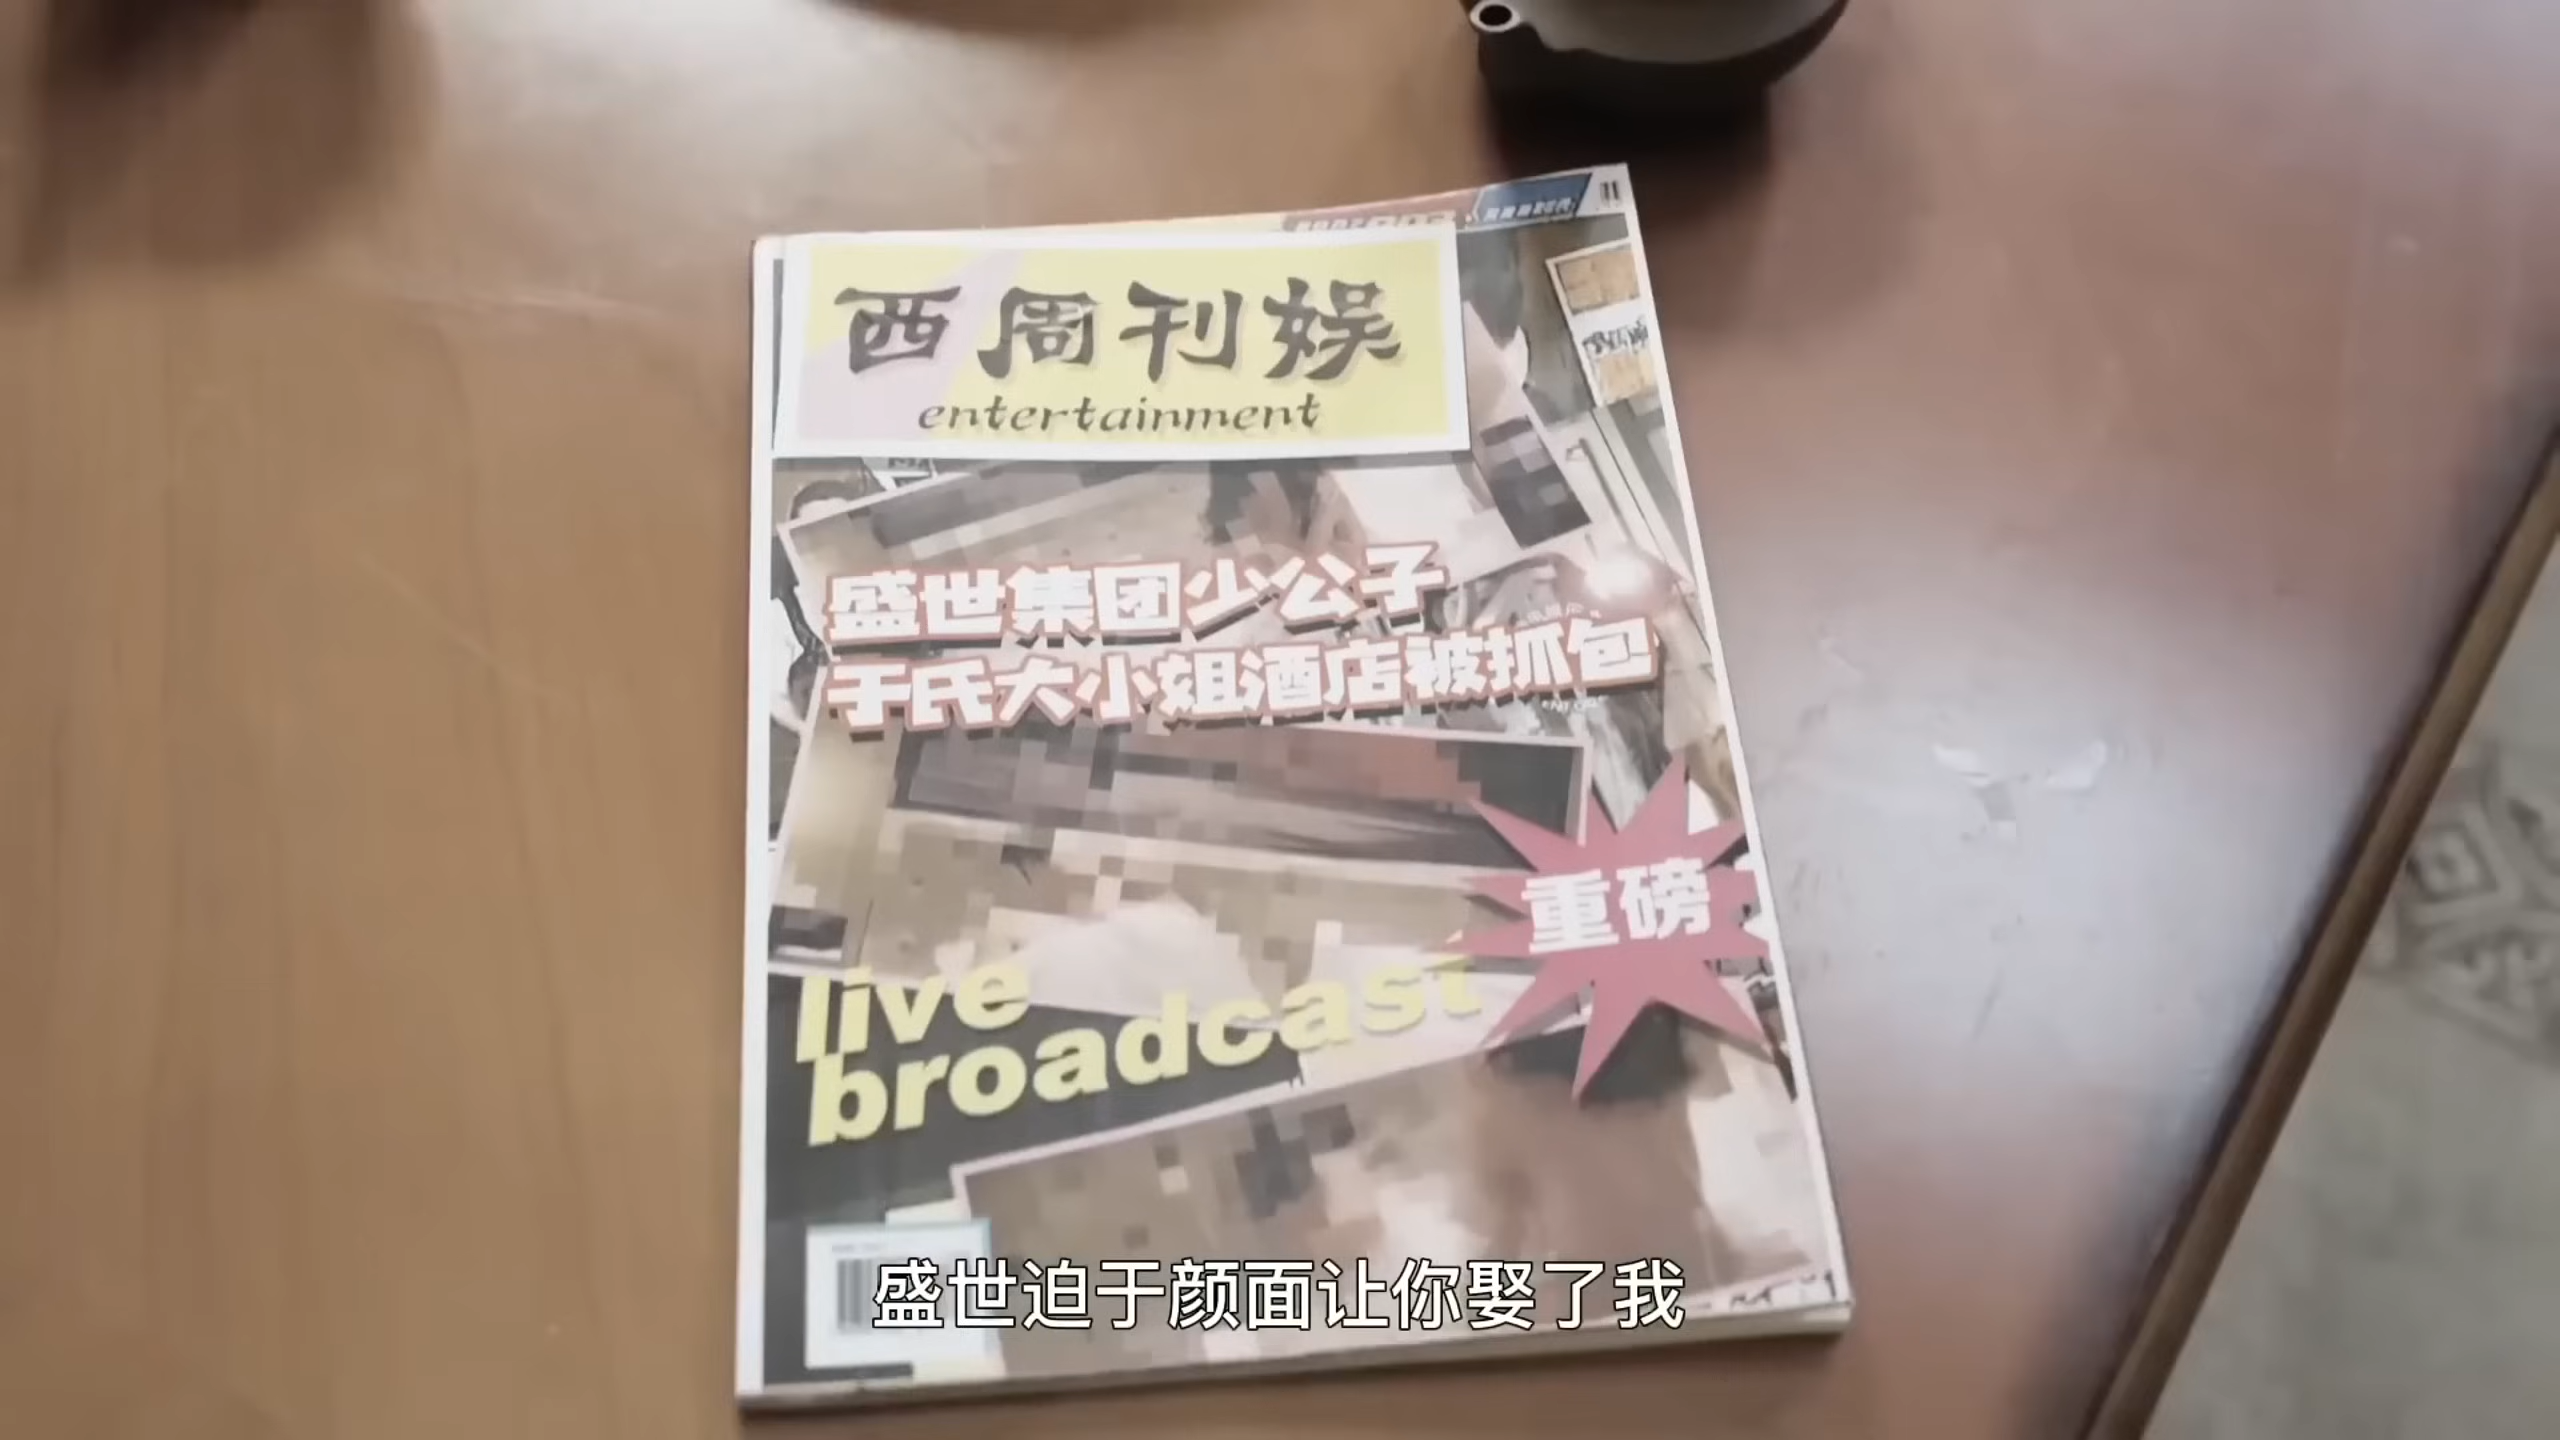 西周刊娱
entertainment
盛世集团少公子
于氏大小姐酒店被抓包
重磅
live
broadcast
盛世迫于颜面让你娶了我